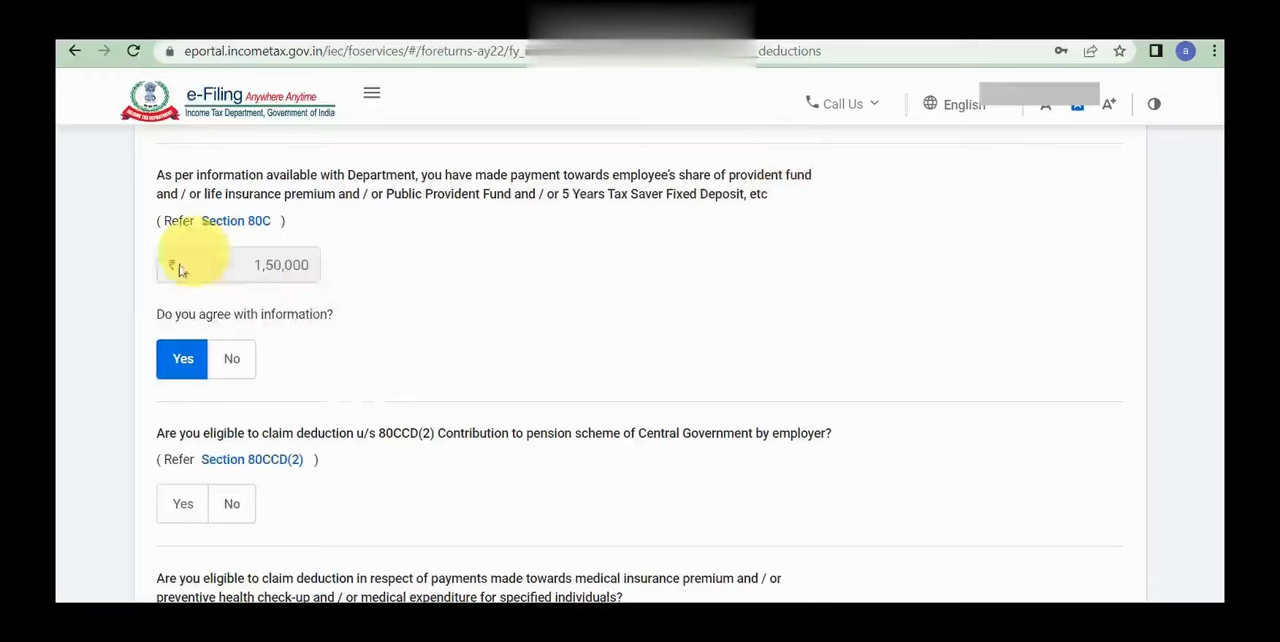 eportal.incometax.gov.in/iec/foservices/#/foreturns-ay22/fy_ _deductions
a
e-Filing Anywhere Anytime
Income Tax Department, Government of India
Call Us
English
A
A
A+
As per information available with Department, you have made payment towards employee's share of provident fund
and / or life insurance premium and / or Public Provident Fund and / or 5 Years Tax Saver Fixed Deposit, etc
( Refer Section 80C )
₹ 1,50,000
Do you agree with information?
Yes No
Are you eligible to claim deduction u/s 80CCD(2) Contribution to pension scheme of Central Government by employer?
( Refer Section 80CCD(2) )
Yes No
Are you eligible to claim deduction in respect of payments made towards medical insurance premium and / or
preventive health check-up and / or medical expenditure for specified individuals?